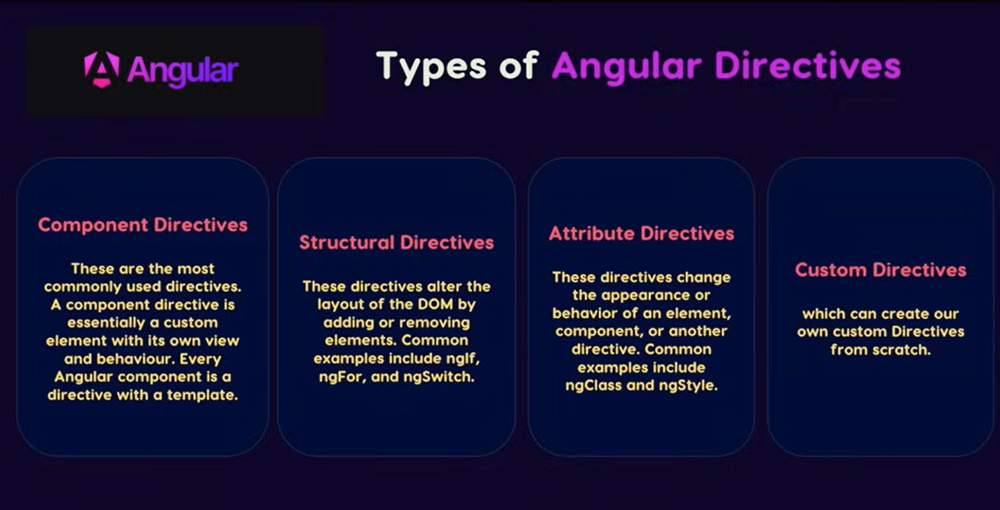 Angular
Types of Angular Directives
Component Directives
These are the most
commonly used directives.
A component directive is
essentially a custom
element with its own view
and behaviour. Every
Angular component is a
directive with a template.
Structural Directives
These directives alter the
layout of the DOM by
adding or removing
elements. Common
examples include ngIf,
ngFor, and ngSwitch.
Attribute Directives
These directives change
the appearance or
behavior of an element,
component, or another
directive. Common
examples include
ngClass and ngStyle.
Custom Directives
which can create our
own custom Directives
from scratch.